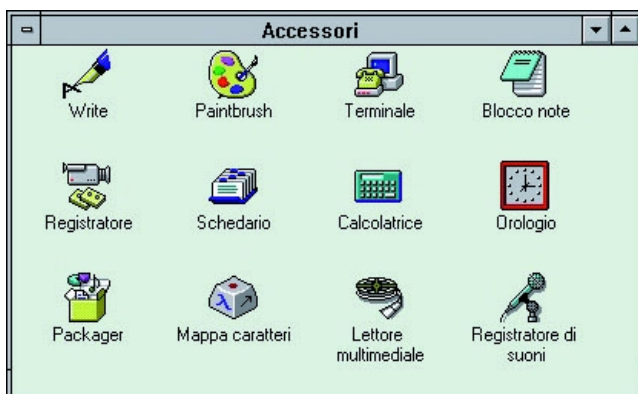 Accessori
Write
Paintbrush
Terminale
Blocco note
Registratore
Schedario
Calcolatrice
Orologio
Packager
Mappa caratteri
Lettore
multimediale
Registratore di
suoni